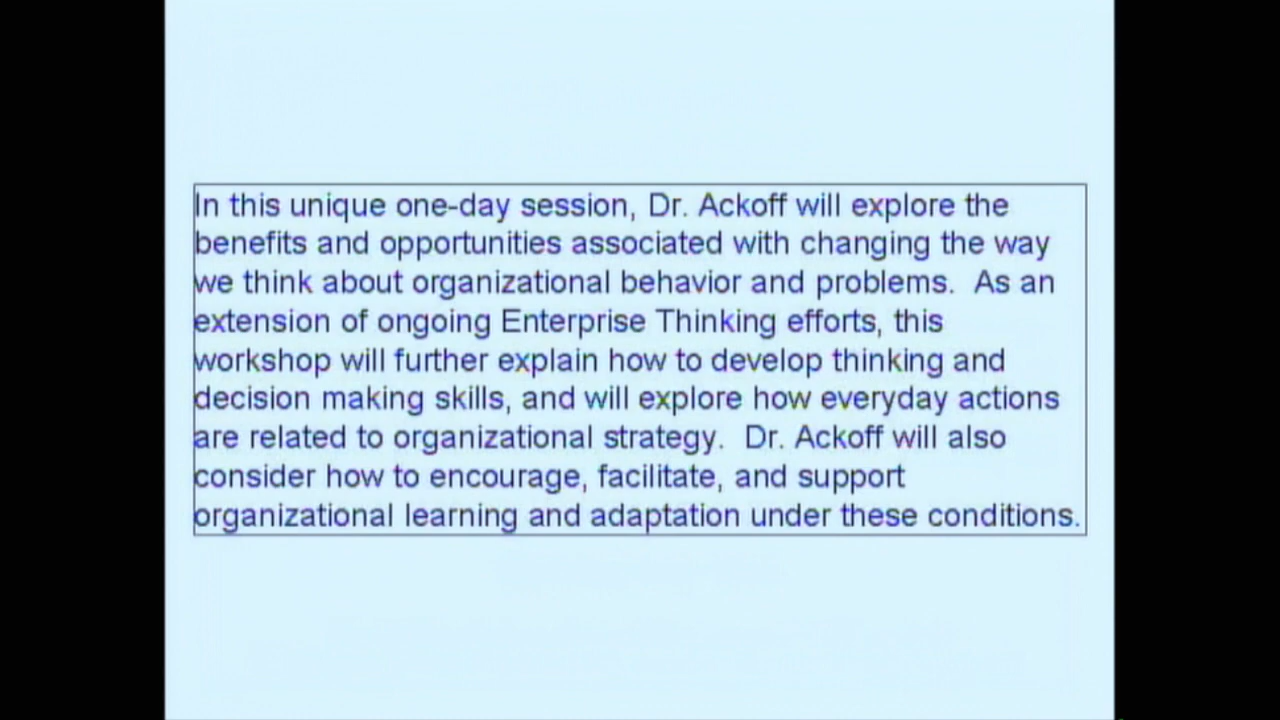 In this unique one-day session, Dr. Ackoff will explore the
benefits and opportunities associated with changing the way
we think about organizational behavior and problems.  As an
extension of ongoing Enterprise Thinking efforts, this
workshop will further explain how to develop thinking and
decision making skills, and will explore how everyday actions
are related to organizational strategy.  Dr. Ackoff will also
consider how to encourage, facilitate, and support
organizational learning and adaptation under these conditions.